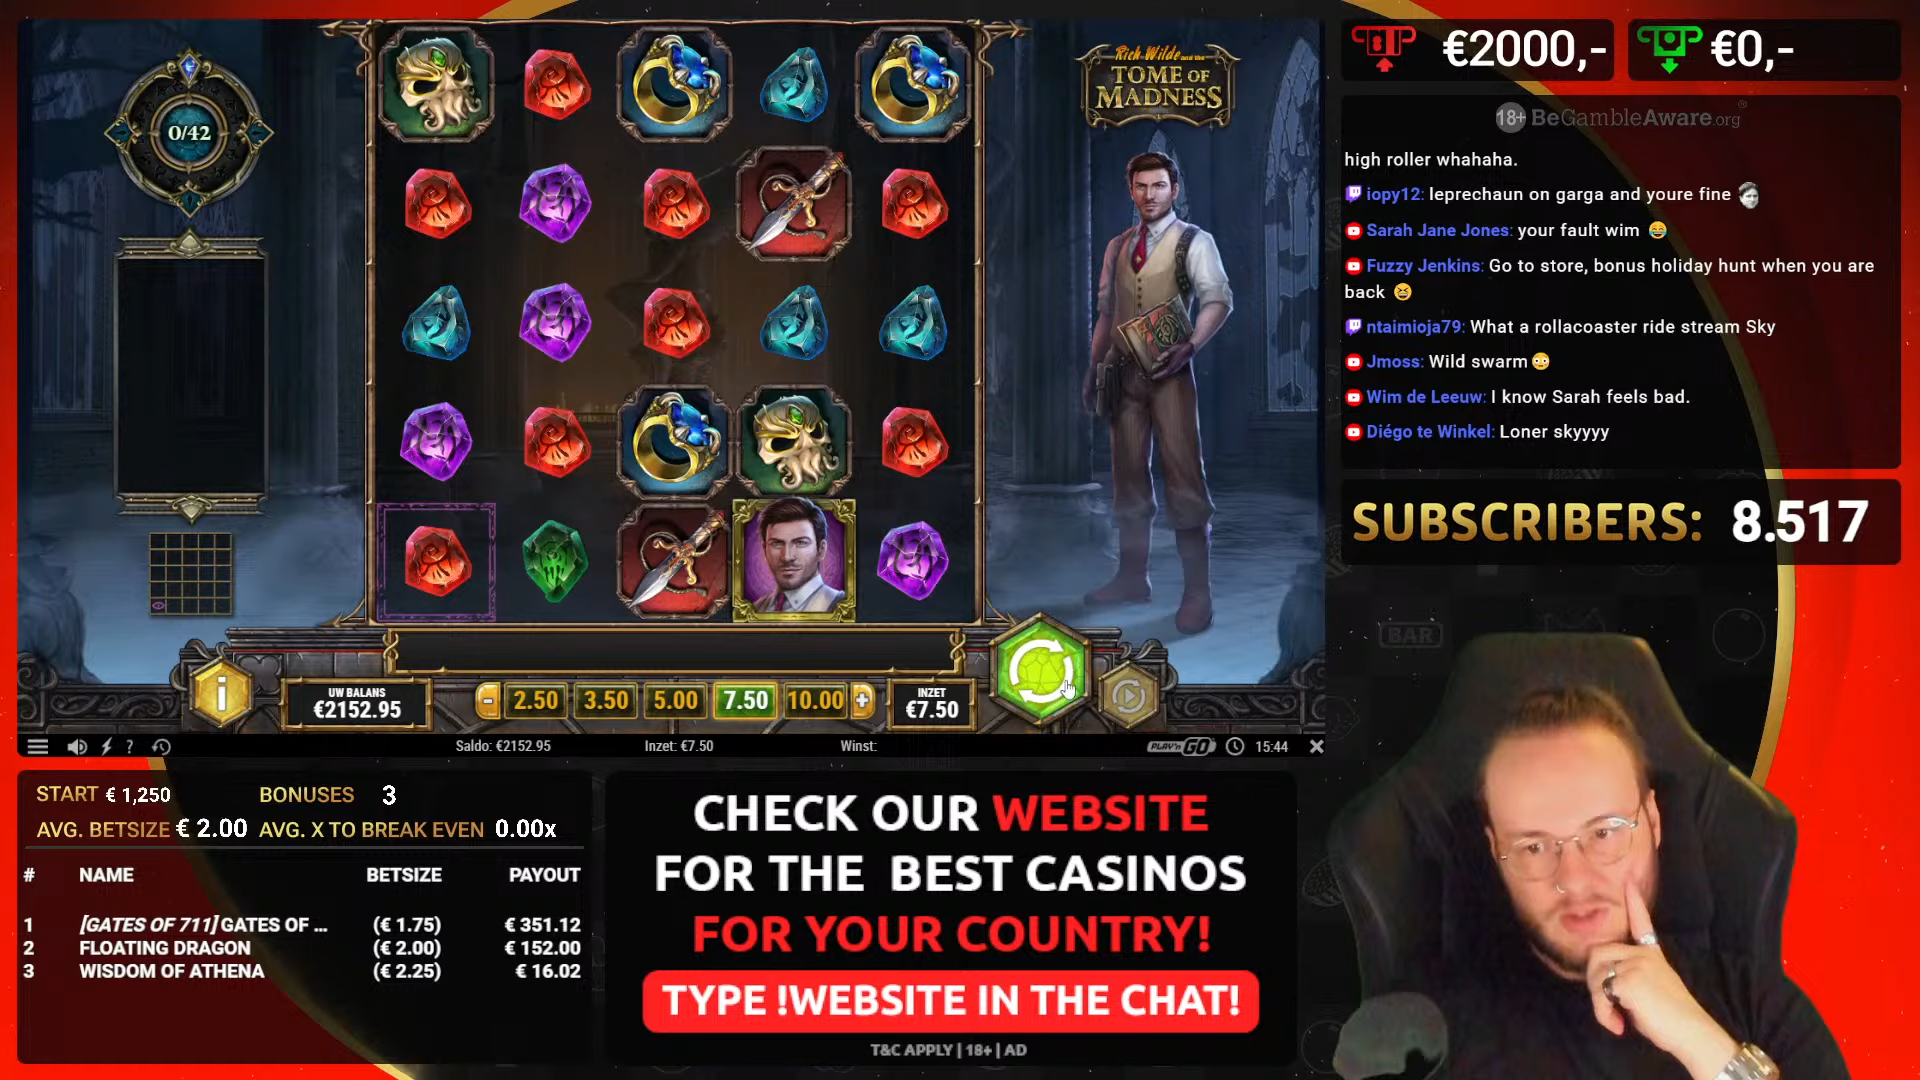 0/42
Rich Wilde and the
TOME OF
MADNESS
€2000,-
€0,-
18+ BeGambleAware.org®
high roller whahaha.
iopy12: leprechaun on garga and youre fine
Sarah Jane Jones: your fault wim 😂
Fuzzy Jenkins: Go to store, bonus holiday hunt when you are
back 😆
ntaimioja79: What a rollacoaster ride stream Sky
Jmoss: Wild swarm😳
Wim de Leeuw: I know Sarah feels bad.
Diégo te Winkel: Loner skyyyy
SUBSCRIBERS: 8.517
BAR
i
UW BALANS
€2152.95
- 2.50 3.50 5.00 7.50 10.00 +
INZET
€7.50
? Saldo: €2152.95 Inzet: €7.50 Winst: PLAY'n GO 15:44
START € 1,250 BONUSES 3
AVG. BETSIZE € 2.00 AVG. X TO BREAK EVEN 0.00x
# NAME BETSIZE PAYOUT
1 [GATES OF 711] GATES OF ... (€ 1.75) € 351.12
2 FLOATING DRAGON (€ 2.00) € 152.00
3 WISDOM OF ATHENA (€ 2.25) € 16.02
CHECK OUR WEBSITE
FOR THE BEST CASINOS
FOR YOUR COUNTRY!
TYPE !WEBSITE IN THE CHAT!
T&C APPLY | 18+ | AD